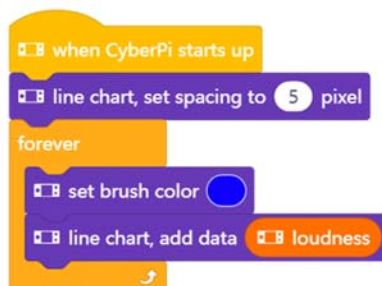 when CyberPi starts up
line chart, set spacing to 5 pixel
forever
set brush color
line chart, add data loudness